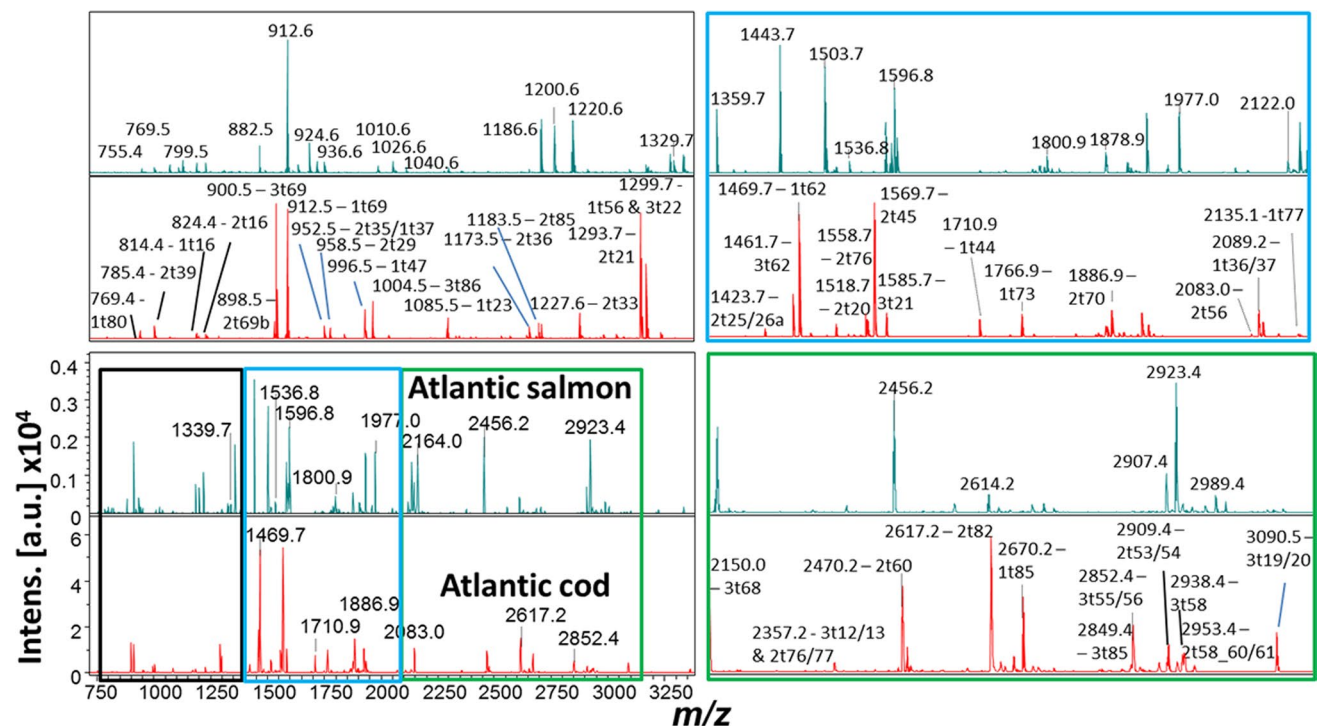 912.6
1200.6
1220.6
769.5
882.5
924.6
1010.6
1186.6
1026.6
1329.7
755.4
799.5
936.6
1040.6
1443.7
1503.7
1596.8
1359.7
1977.0
2122.0
1536.8
1800.9
1878.9
900.5 – 3t69
1299.7 -
1t56 & 3t22
912.5 – 1t69
824.4 - 2t16
952.5 – 2t35/1t37
1183.5 – 2t85
1293.7 –
2t21
814.4 - 1t16
958.5 – 2t29
1173.5 – 2t36
785.4 - 2t39
996.5 – 1t47
1004.5 – 3t86
769.4 -
1t80
898.5 –
2t69b
1085.5 – 1t23
1227.6 – 2t33
1469.7 – 1t62
1569.7 –
2t45
2135.1 -1t77
1461.7 –
3t62
1558.7
– 2t76
1710.9
– 1t44
2089.2 –
1t36/37
1518.7
– 2t20
1585.7 –
3t21
1766.9 –
1t73
1886.9 –
2t70
2083.0 –
2t56
1423.7 –
2t25/26a
Intens. [a.u.] x10⁴
0.4
0.3
0.2
0.1
0
6
4
2
0
Atlantic salmon
1339.7
1536.8
1596.8
1800.9
1977.0
2164.0
2456.2
2923.4
Atlantic cod
1469.7
1710.9
1886.9
2083.0
2617.2
2852.4
750 1000 1250 1500 1750 2000 2250 2500 2750 3000 3250
m/z
2456.2
2923.4
2907.4
2614.2
2989.4
2617.2 – 2t82
2909.4 –
2t53/54
3090.5 –
3t19/20
2150.0
– 3t68
2470.2 – 2t60
2670.2 –
1t85
2852.4 –
3t55/56
2938.4 –
3t58
2357.2 - 3t12/13
& 2t76/77
2849.4
- 3t85
2953.4 –
2t58_60/61